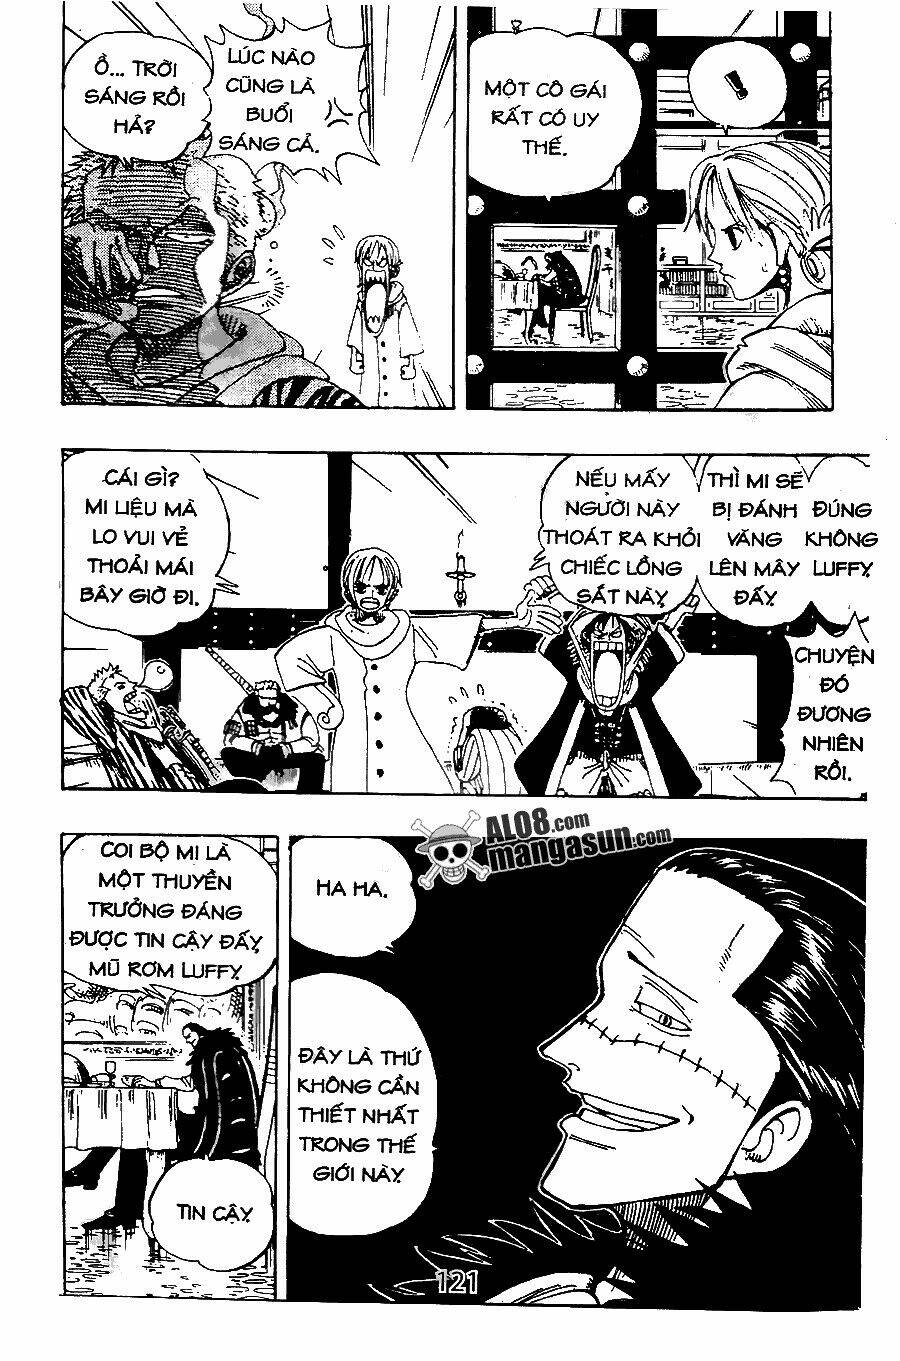 !
MỘT CÔ GÁI
RẤT CÓ UY
THẾ.
LÚC NÀO
CŨNG LÀ
BUỔI
SÁNG CẢ.
Ồ... TRỜI
SÁNG RỒI
HẢ?
CÁI GÌ?
MI LIỆU MÀ
LO VUI VẺ
THOẢI MÁI
BÂY GIỜ ĐI.
NẾU MẤY
NGƯỜI NÀY
THOÁT RA KHỎI
CHIẾC LỒNG
SẮT NÀY,
THÌ MI SẼ
BỊ ĐÁNH
VĂNG
LÊN MÂY
ĐẤY.
ĐÚNG
KHÔNG
LUFFY.
CHUYỆN
ĐÓ
ĐƯƠNG
NHIÊN
RỒI.
COI BỘ MI LÀ
MỘT THUYỀN
TRƯỞNG ĐÁNG
ĐƯỢC TIN CẬY ĐẤY,
MŨ RƠM LUFFY.
TIN CẬY.
HA HA.
ĐÂY LÀ THỨ
KHÔNG CẦN
THIẾT NHẤT
TRONG THẾ
GIỚI NÀY.
AL08.com
mangasun.com
121